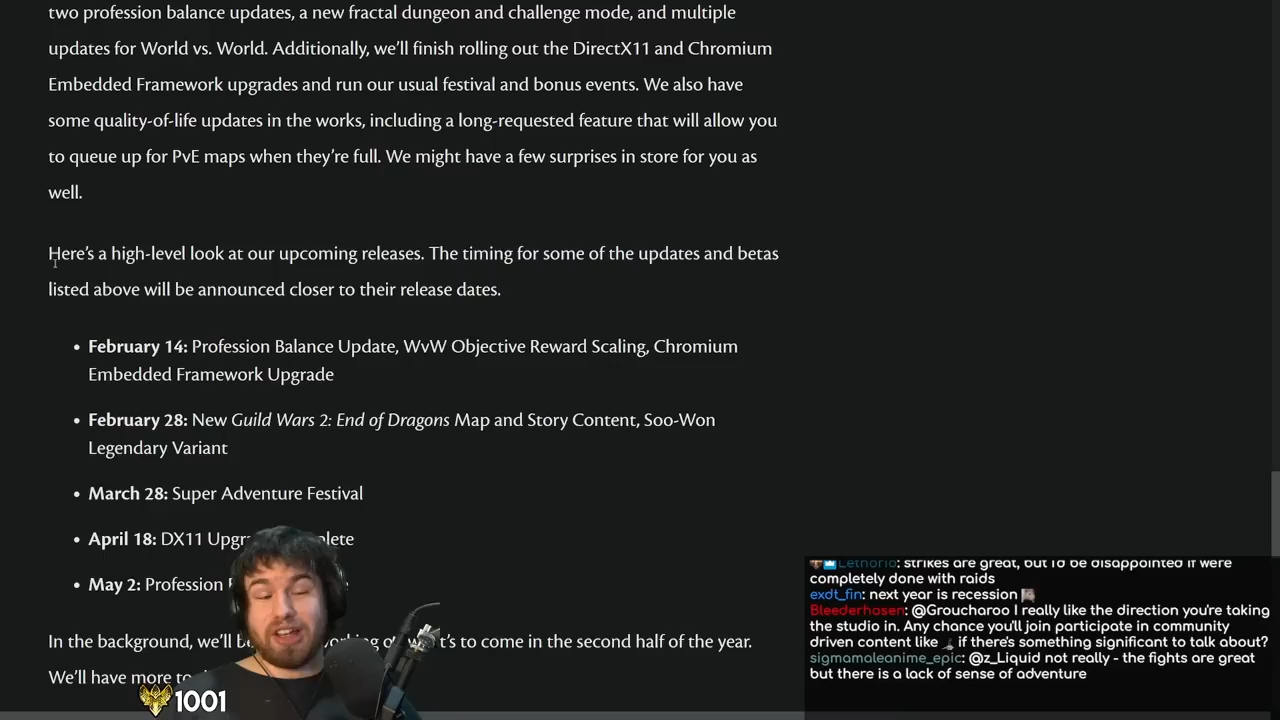 two profession balance updates, a new fractal dungeon and challenge mode, and multiple
updates for World vs. World. Additionally, we'll finish rolling out the DirectX11 and Chromium
Embedded Framework upgrades and run our usual festival and bonus events. We also have
some quality-of-life updates in the works, including a long-requested feature that will allow you
to queue up for PvE maps when they're full. We might have a few surprises in store for you as
well.
Here's a high-level look at our upcoming releases. The timing for some of the updates and betas
listed above will be announced closer to their release dates.
• February 14: Profession Balance Update, WvW Objective Reward Scaling, Chromium
Embedded Framework Upgrade
• February 28: New Guild Wars 2: End of Dragons Map and Story Content, Soo-Won
Legendary Variant
• March 28: Super Adventure Festival
• April 18: DX11
• May 2: Profession
In the background, we'll to come in the second half of the year.
We'll have more
1001
Lethorio: strikes are great, but i'd be disappointed if were
completely done with raids
exdt_fin: next year is recession
Bleederhosen: @Groucharoo I really like the direction you're taking
the studio in. Any chance you'll join participate in community
driven content like if there's something significant to talk about?
sigmamaleanime_epic: @z_Liquid not really - the fights are great
but there is a lack of sense of adventure